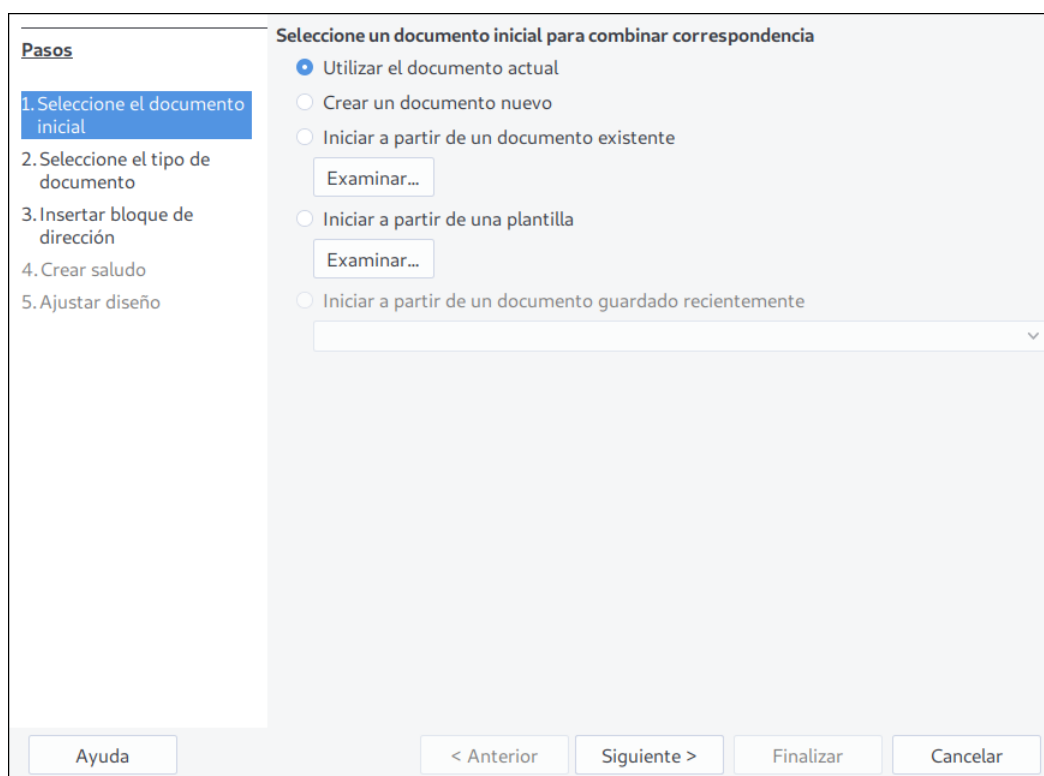 Pasos
1. Seleccione el documento
inicial
2. Seleccione el tipo de
documento
3. Insertar bloque de
dirección
4. Crear saludo
5. Ajustar diseño
Seleccione un documento inicial para combinar correspondencia
Utilizar el documento actual
Crear un documento nuevo
Iniciar a partir de un documento existente
Examinar...
Iniciar a partir de una plantilla
Examinar...
Iniciar a partir de un documento guardado recientemente
Ayuda
< Anterior
Siguiente >
Finalizar
Cancelar